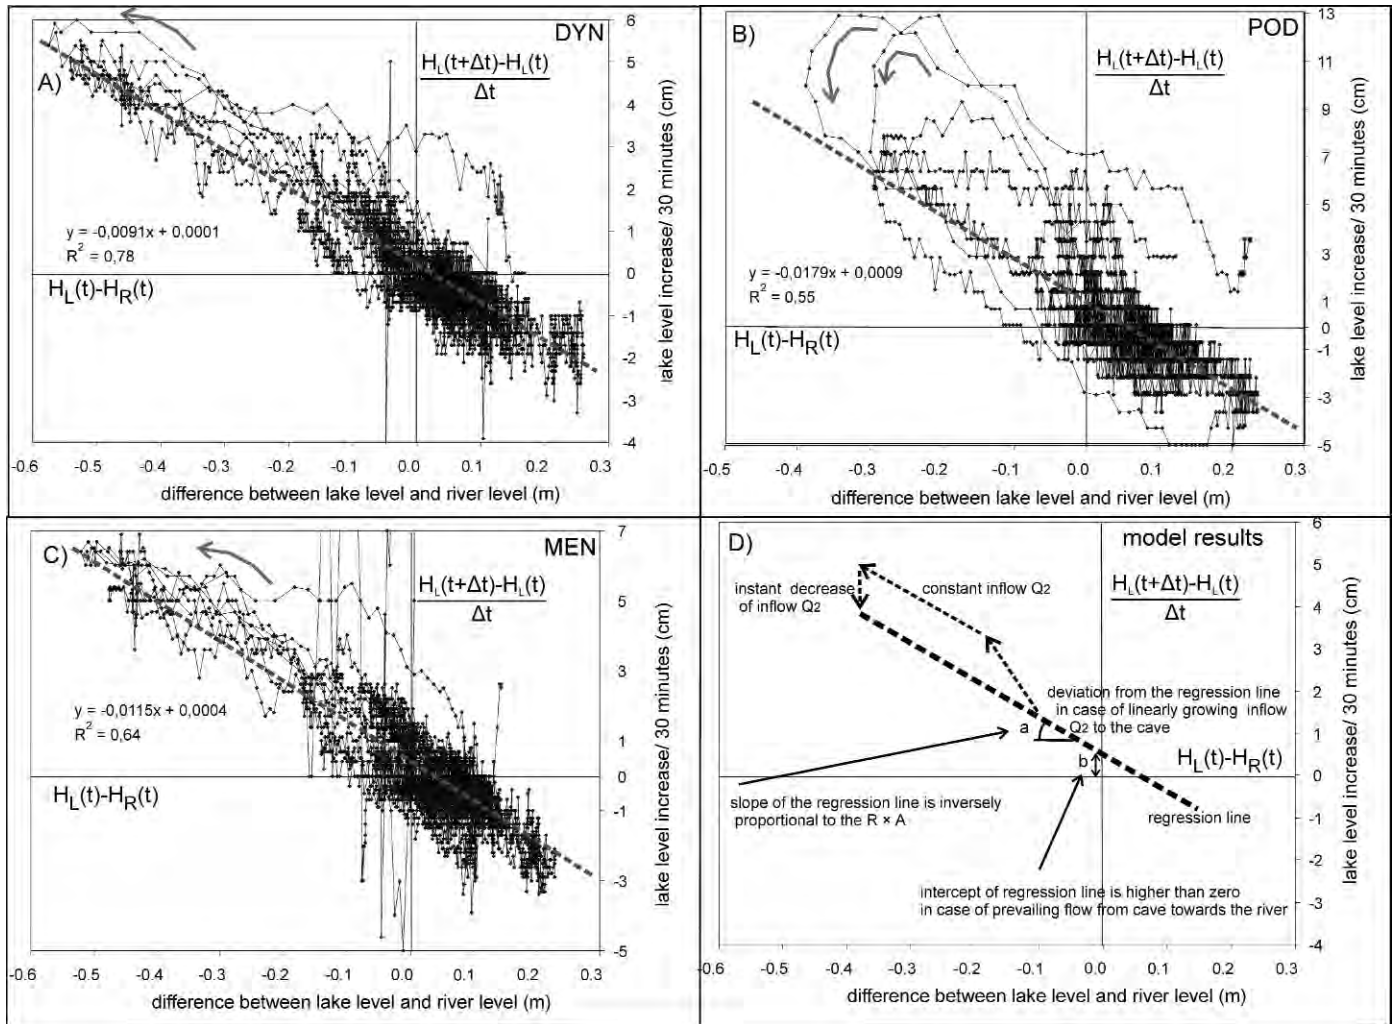 A)
DYN
H_L(t+Δt)-H_L(t)
Δt
y = -0,0091x + 0,0001
R² = 0,78
H_L(t)-H_R(t)
6
5
4
3
2
1
0
-1
-2
-3
-4
lake level increase/ 30 minutes (cm)
-0.6 -0.5 -0.4 -0.3 -0.2 -0.1 0.0 0.1 0.2 0.3
difference between lake level and river level (m)
B)
POD
H_L(t+Δt)-H_L(t)
Δt
y = -0,0179x + 0,0009
R² = 0,55
H_L(t)-H_R(t)
13
11
9
7
5
3
1
0
-1
-3
-5
lake level increase/ 30 minutes (cm)
-0.5 -0.4 -0.3 -0.2 -0.1 0.0 0.1 0.2 0.3
difference between lake level and river level (m)
C)
MEN
H_L(t+Δt)-H_L(t)
Δt
y = -0,0115x + 0,0004
R² = 0,64
H_L(t)-H_R(t)
7
5
3
1
0
-1
-3
-5
lake level increase/ 30 minutes (cm)
-0.6 -0.5 -0.4 -0.3 -0.2 -0.1 0.0 0.1 0.2 0.3
difference between lake level and river level (m)
D)
model results
H_L(t+Δt)-H_L(t)
Δt
instant decrease
of inflow Q2
constant inflow Q2
deviation from the regression line
in case of linearly growing inflow
Q2 to the cave
a
b
H_L(t)-H_R(t)
slope of the regression line is inversely
proportional to the R × A
regression line
intercept of regression line is higher than zero
in case of prevailing flow from cave towards the river
6
5
4
3
2
1
0
-1
-2
-3
-4
lake level increase/ 30 minutes (cm)
-0.6 -0.5 -0.4 -0.3 -0.2 -0.1 0.0 0.1 0.2 0.3
difference between lake level and river level (m)